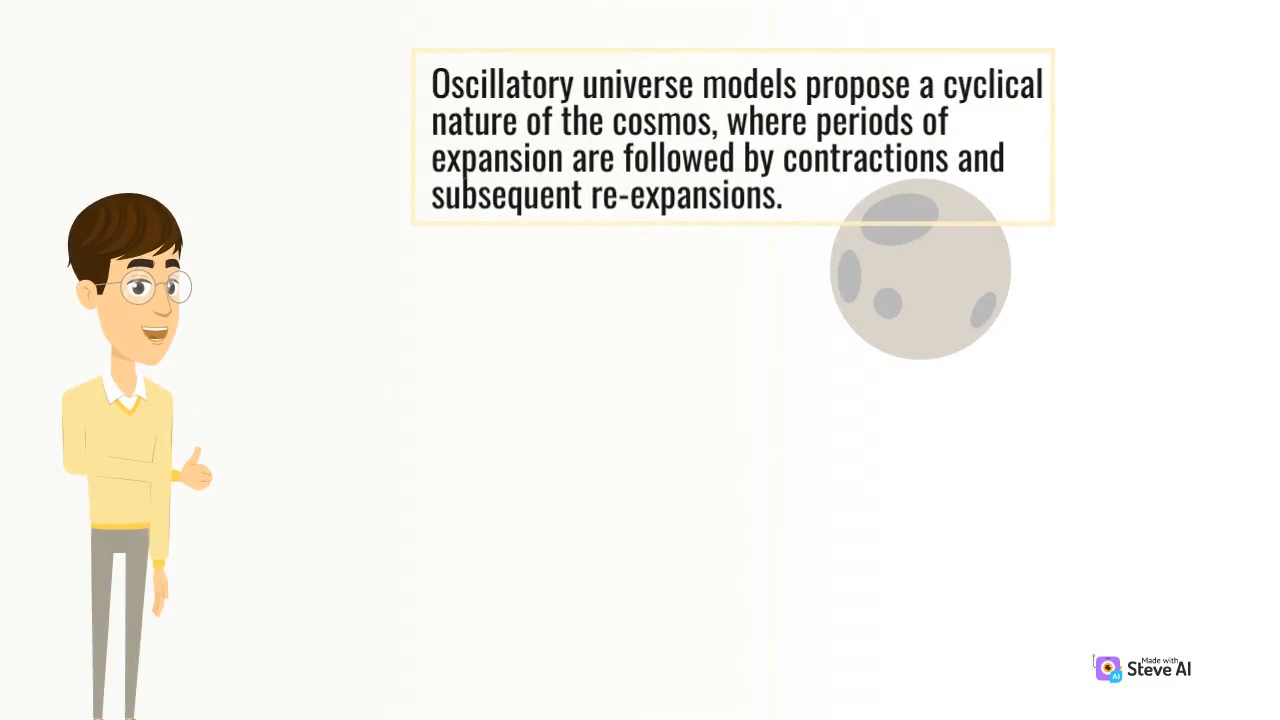 Oscillatory universe models propose a cyclical
nature of the cosmos, where periods of
expansion are followed by contractions and
subsequent re-expansions.
Made with
Steve AI
AI